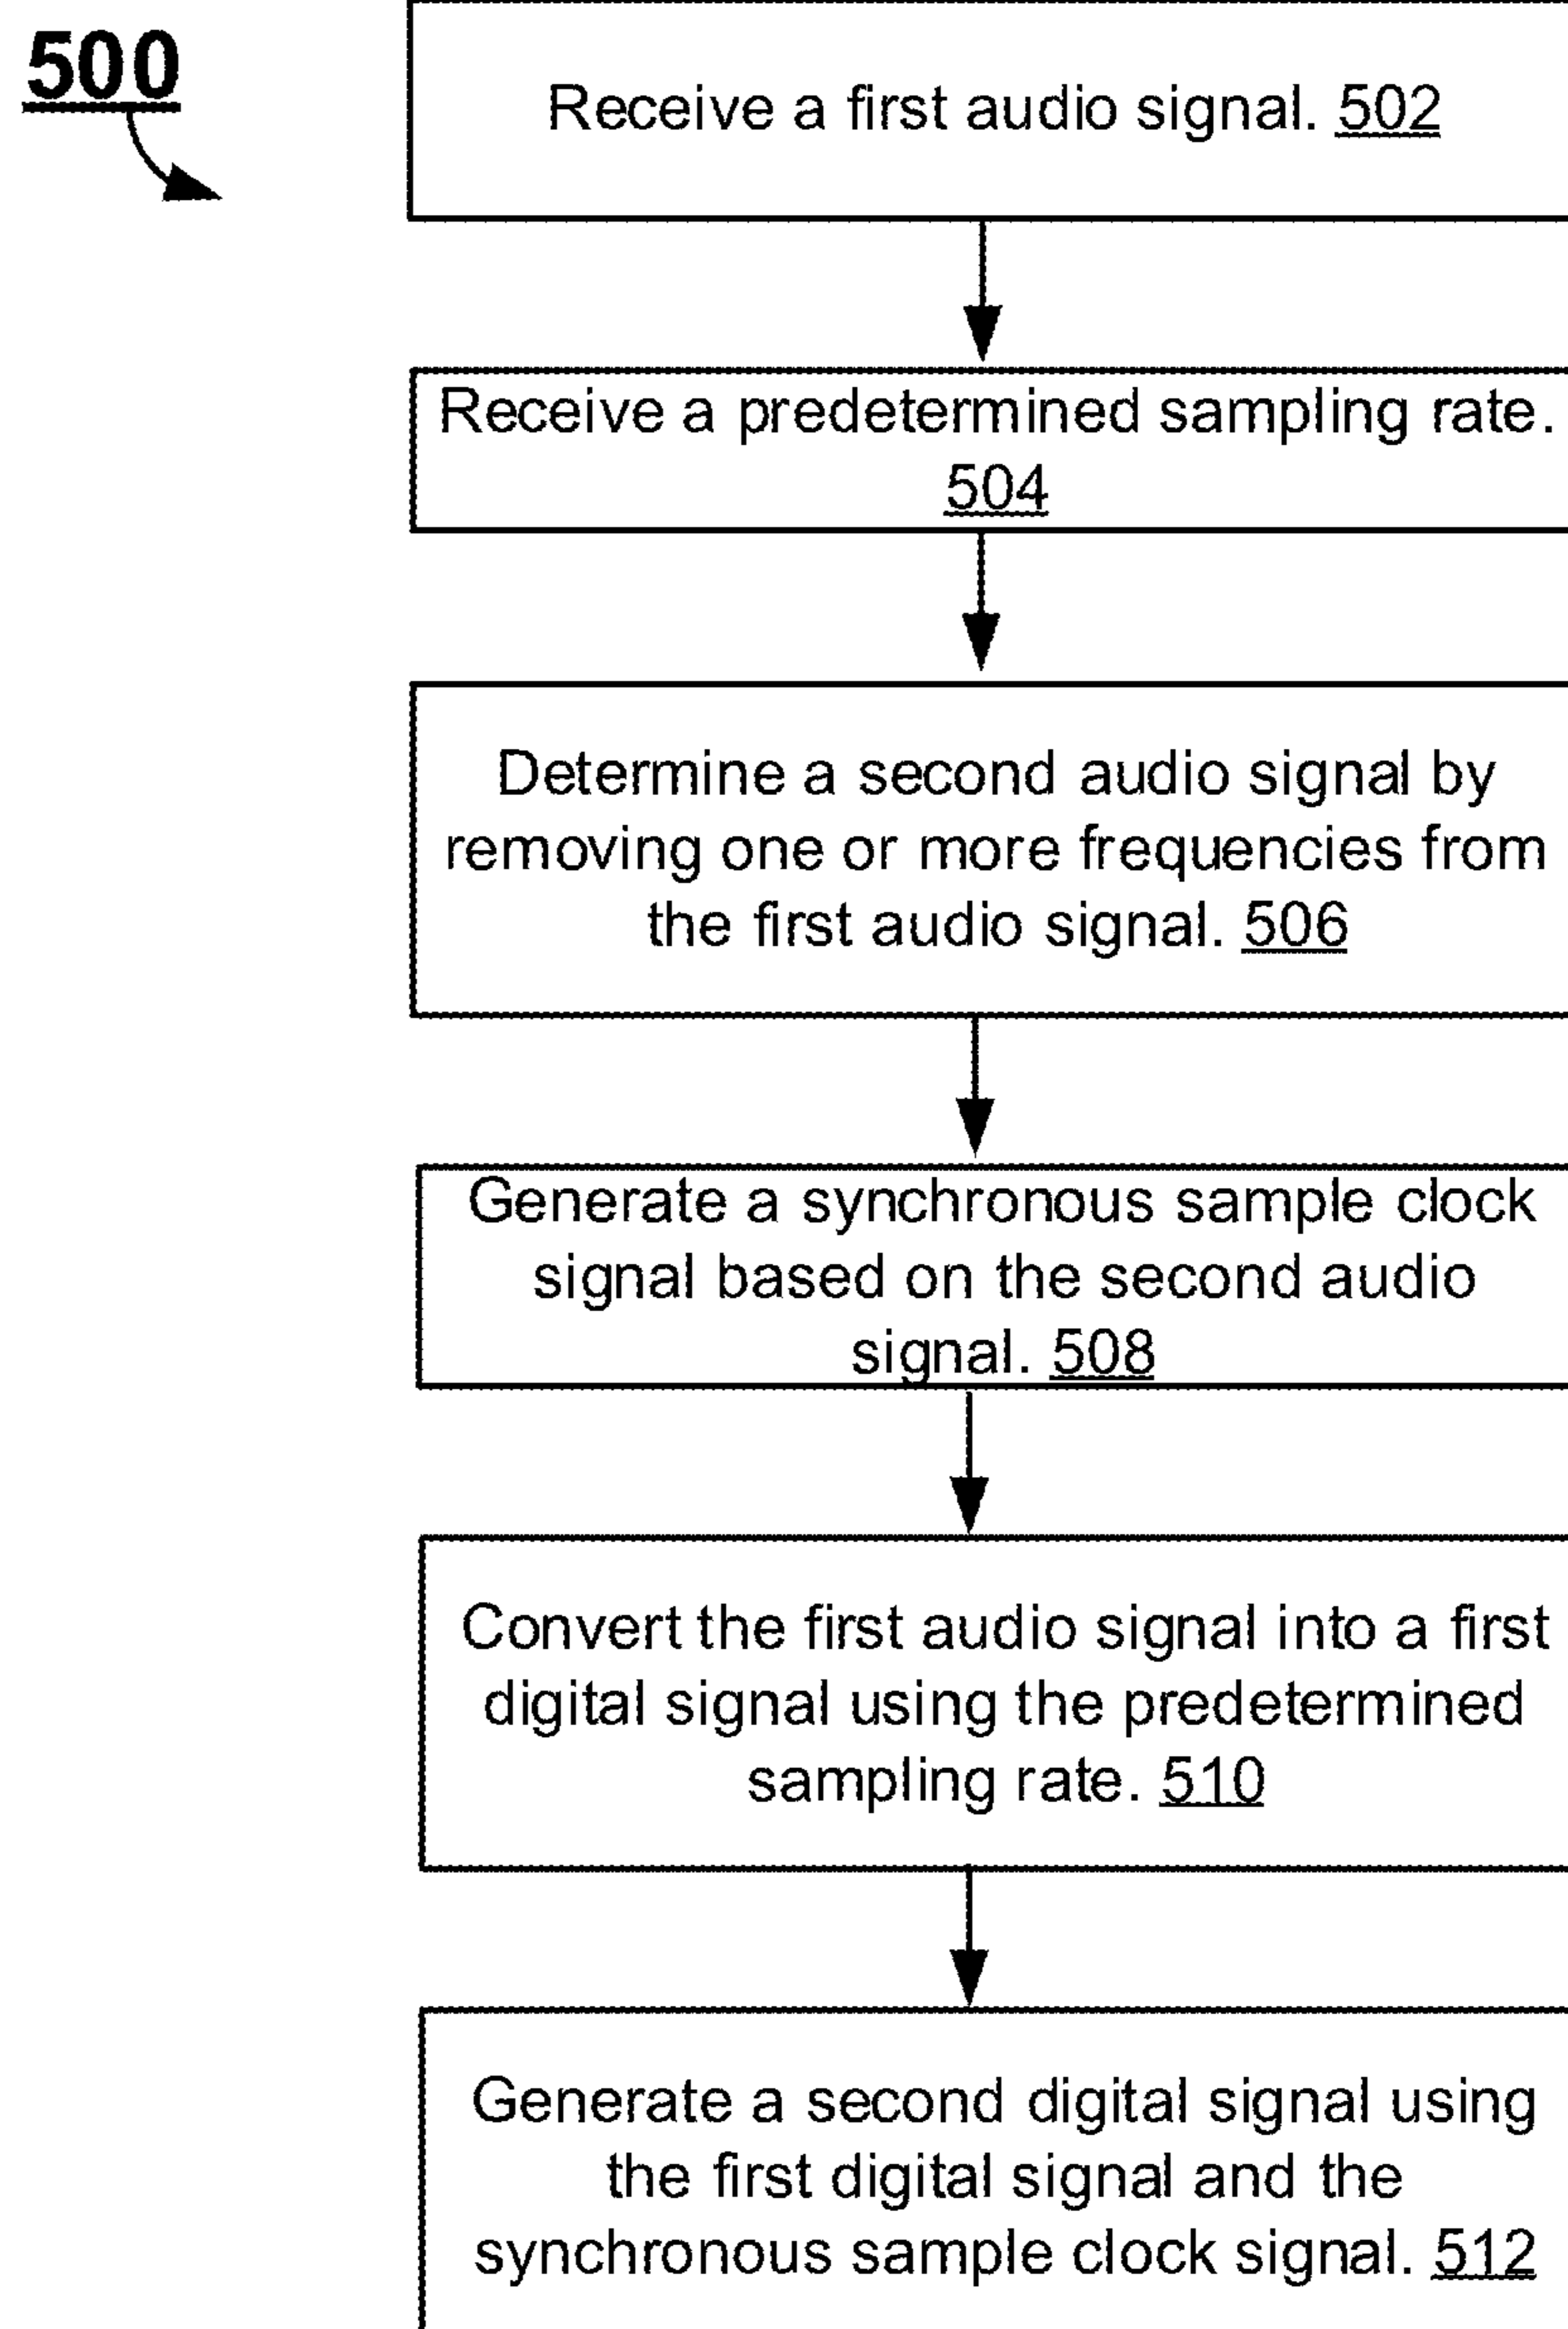 500
Receive a first audio signal. 502
Receive a predetermined sampling rate.
504
Determine a second audio signal by
removing one or more frequencies from
the first audio signal. 506
Generate a synchronous sample clock
signal based on the second audio
signal. 508
Convert the first audio signal into a first
digital signal using the predetermined
sampling rate. 510
Generate a second digital signal using
the first digital signal and the
synchronous sample clock signal. 512